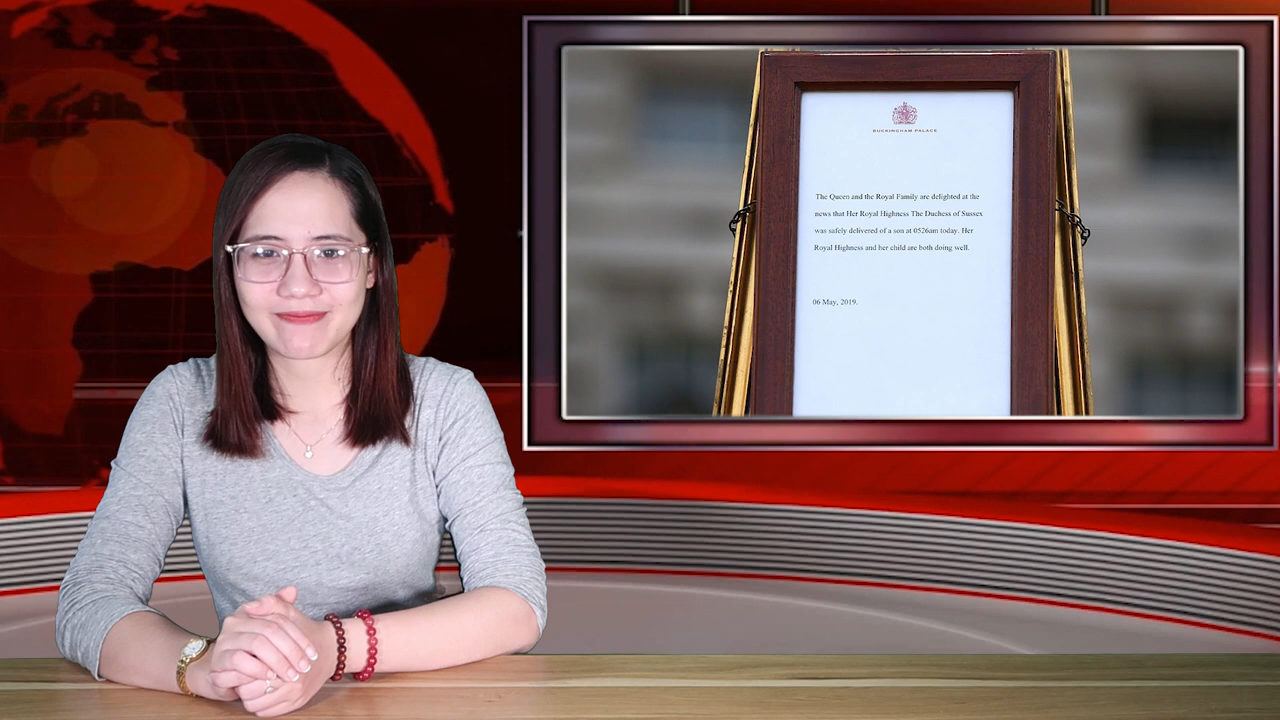 BUCKINGHAM PALACE
The Queen and the Royal Family are delighted at the
news that Her Royal Highness The Duchess of Sussex
was safely delivered of a son at 0526am today. Her
Royal Highness and her child are both doing well.
06 May, 2019.